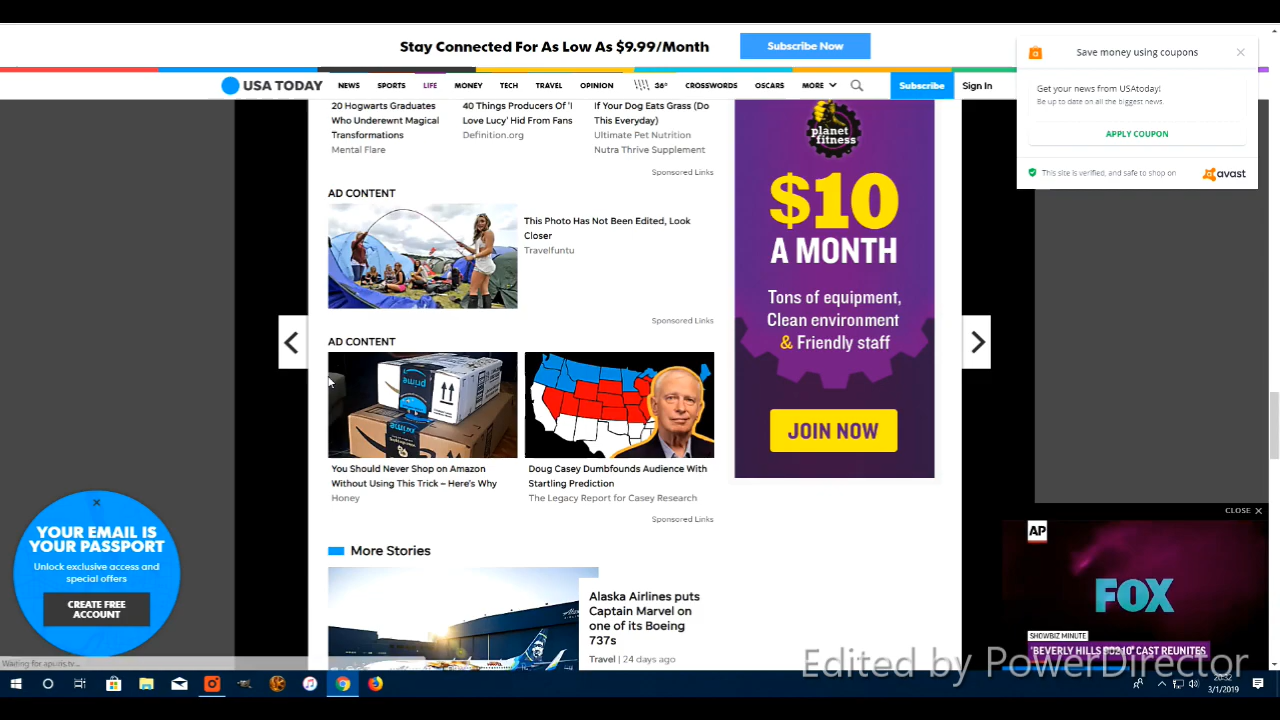 Stay Connected For As Low As $9.99/Month
Subscribe Now
Save money using coupons
Get your news from USAtoday!
Be up to date on all the biggest news.
APPLY COUPON
This site is verified, and safe to shop on
avast
USA TODAY
NEWS SPORTS LIFE MONEY TECH TRAVEL OPINION 36° CROSSWORDS OSCARS MORE
Subscribe
Sign In
20 Hogwarts Graduates
Who Underewnt Magical
Transformations
Mental Flare
40 Things Producers Of 'I
Love Lucy' Hid From Fans
Definition.org
If Your Dog Eats Grass (Do
This Everyday)
Ultimate Pet Nutrition
Nutra Thrive Supplement
Sponsored Links
AD CONTENT
This Photo Has Not Been Edited, Look
Closer
Travelfuntu
Sponsored Links
AD CONTENT
prime
You Should Never Shop on Amazon
Without Using This Trick – Here's Why
Honey
Doug Casey Dumbfounds Audience With
Startling Prediction
The Legacy Report for Casey Research
Sponsored Links
planet
fitness
$10
A MONTH
Tons of equipment,
Clean environment
& Friendly staff
JOIN NOW
More Stories
Alaska Airlines puts
Captain Marvel on
one of its Boeing
737s
Travel | 24 days ago
YOUR EMAIL IS
YOUR PASSPORT
Unlock exclusive access and
special offers
CREATE FREE
ACCOUNT
CLOSE
AP
FOX
SHOWBIZ MINUTE
'BEVERLY HILLS 90210' CAST REUNITES
Edited by PowerDirector
20:32
3/1/2019